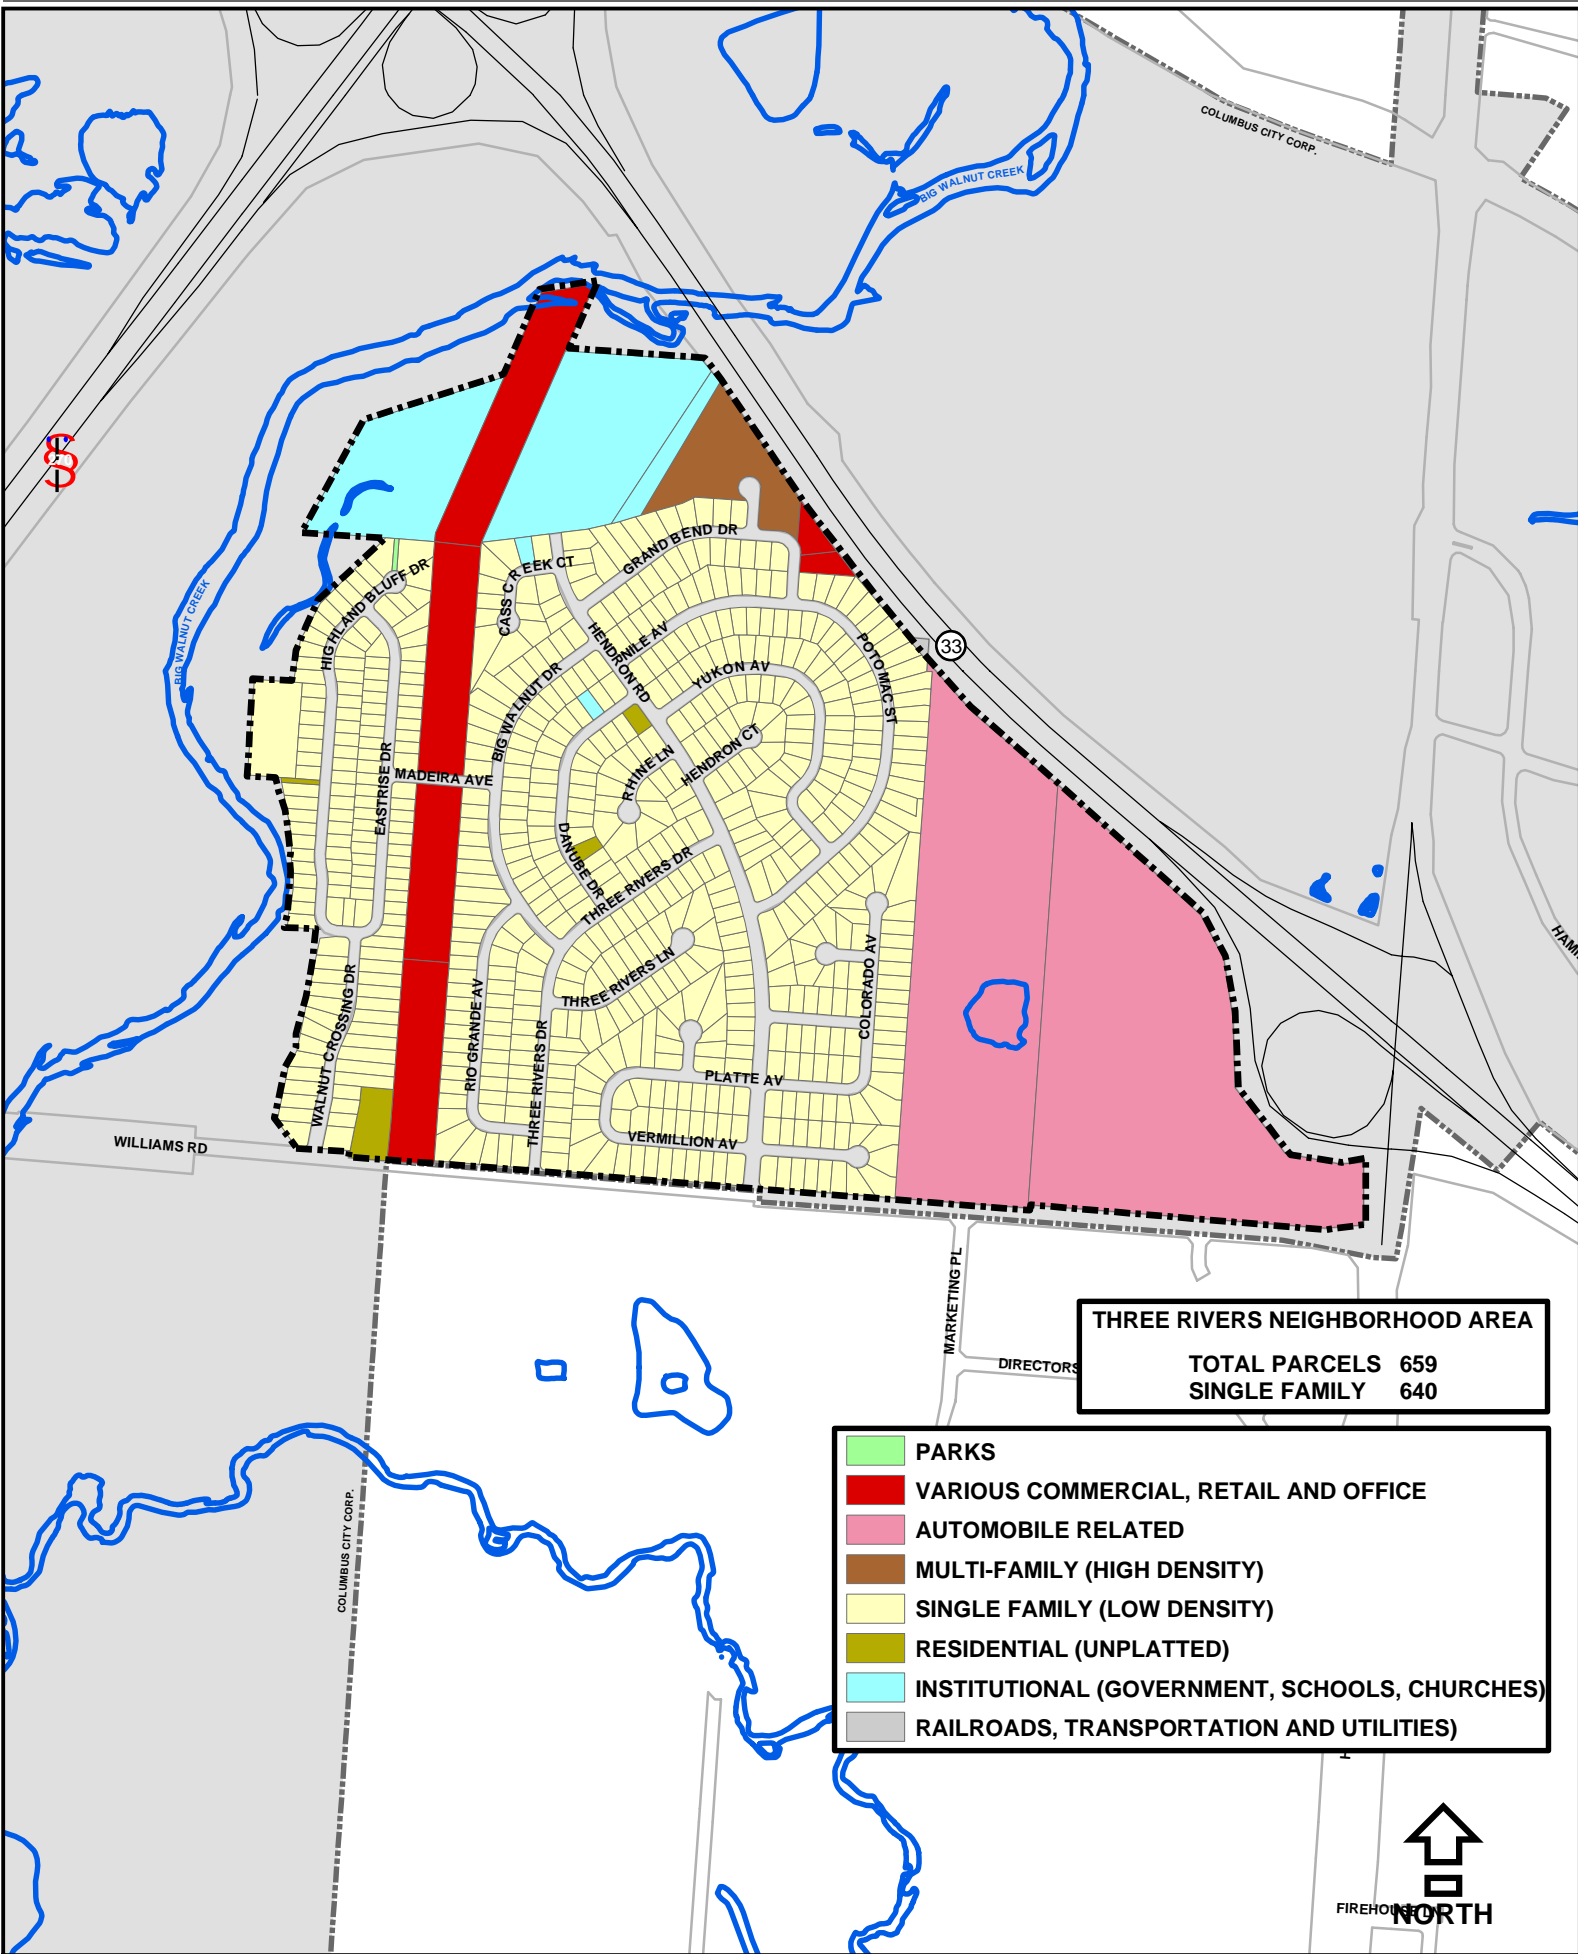 COLUMBUS CITY CORP.
BIG WALNUT CREEK
GRAND BEND DR
CASS CREEK CT
HIGHLAND BLUFF DR
BIG WALNUT CREEK
HENDRON RD
NILE AV
POTOMAC ST
33
YUKON AV
BIG WALNUT DR
HENDRON CT
RHINE LN
EASTRISE DR
MADEIRA AVE
DANUBE DR
THREE RIVERS DR
HAM
COLORADO AV
THREE RIVERS LN
WALNUT CROSSING DR
RIO GRANDE AV
THREE RIVERS DR
PLATTE AV
VERMILLION AV
WILLIAMS RD
MARKETING PL
DIRECTORS
THREE RIVERS NEIGHBORHOOD AREA
TOTAL PARCELS 659
SINGLE FAMILY 640
PARKS
VARIOUS COMMERCIAL, RETAIL AND OFFICE
AUTOMOBILE RELATED
MULTI-FAMILY (HIGH DENSITY)
SINGLE FAMILY (LOW DENSITY)
RESIDENTIAL (UNPLATTED)
INSTITUTIONAL (GOVERNMENT, SCHOOLS, CHURCHES)
RAILROADS, TRANSPORTATION AND UTILITIES)
COLUMBUS CITY CORP.
FIREHOUSE LN
NORTH